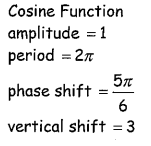 Cosine Function
amplitude = 1
period = 2π
phase shift = 5π/6
vertical shift = 3